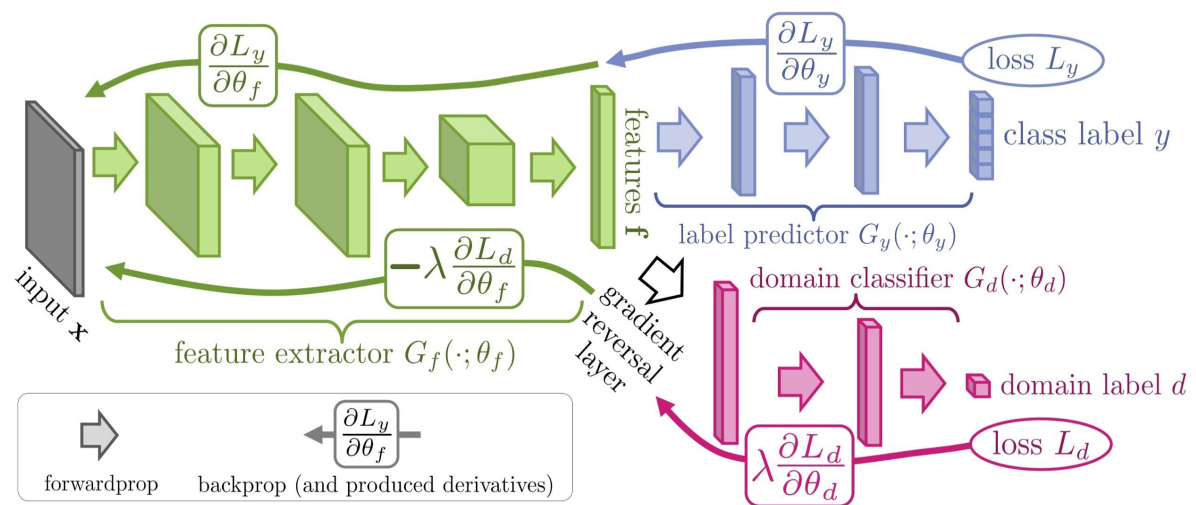 ∂L_y/∂θ_f
∂L_y/∂θ_y
loss L_y
features f
class label y
label predictor G_y(·;θ_y)
−λ ∂L_d/∂θ_f
input x
feature extractor G_f(·;θ_f)
gradient
reversal
layer
domain classifier G_d(·;θ_d)
domain label d
λ ∂L_d/∂θ_d
loss L_d
∂L_y/∂θ_f
forwardprop
backprop (and produced derivatives)